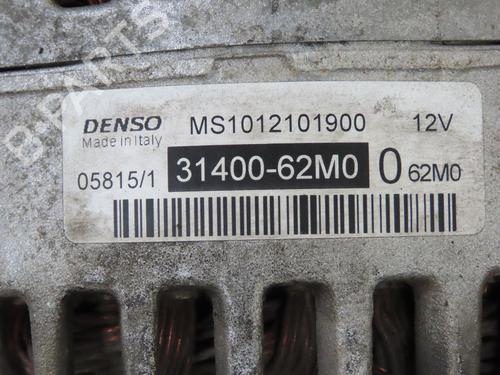 DENSO MS1012101900 12V
Made in Italy
05815/1 31400-62M0 0 62M0
B-PARTS